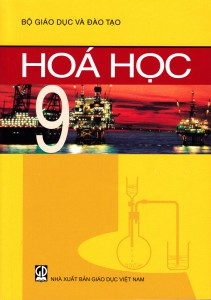 BỘ GIÁO DỤC VÀ ĐÀO TẠO
HOÁ HỌC
9
NHÀ XUẤT BẢN GIÁO DỤC VIỆT NAM